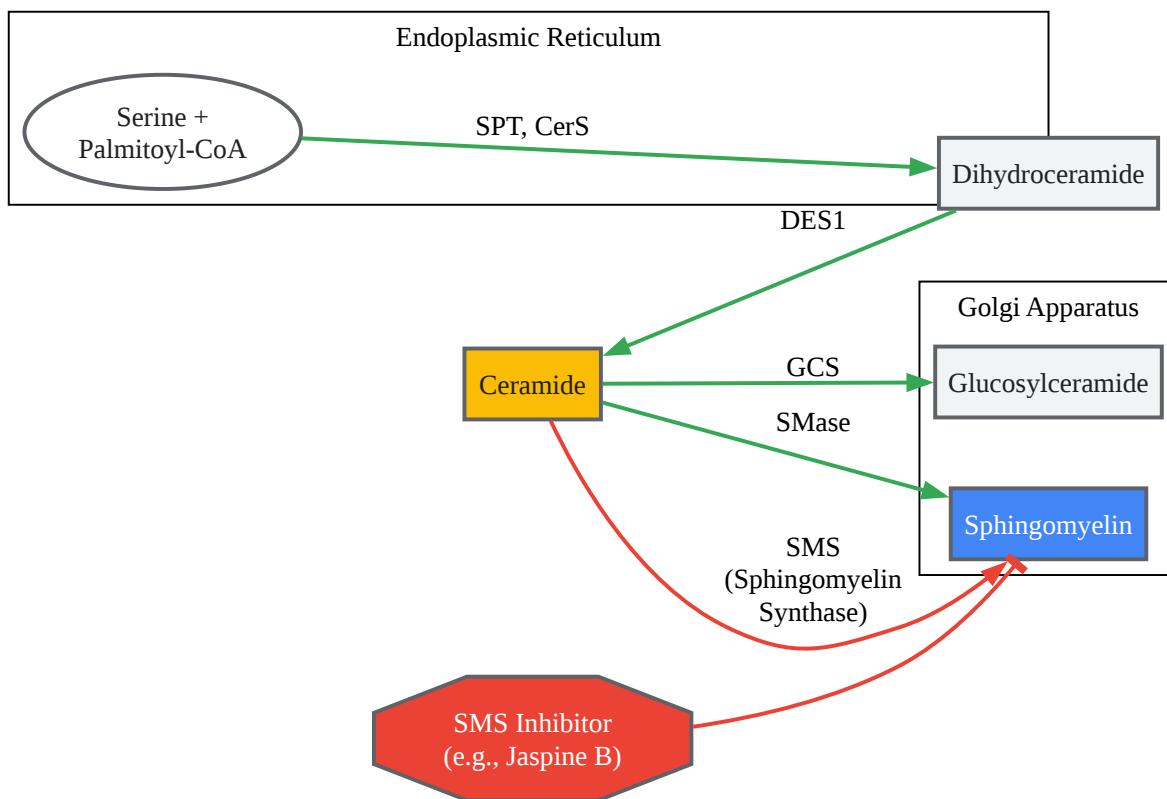 Endoplasmic Reticulum
Serine +
Palmitoyl-CoA
SPT, CerS
Dihydroceramide
DES1
Golgi Apparatus
Ceramide
GCS
Glucosylceramide
SMase
Sphingomyelin
SMS
(Sphingomyelin
Synthase)
SMS Inhibitor
(e.g., Jaspine B)